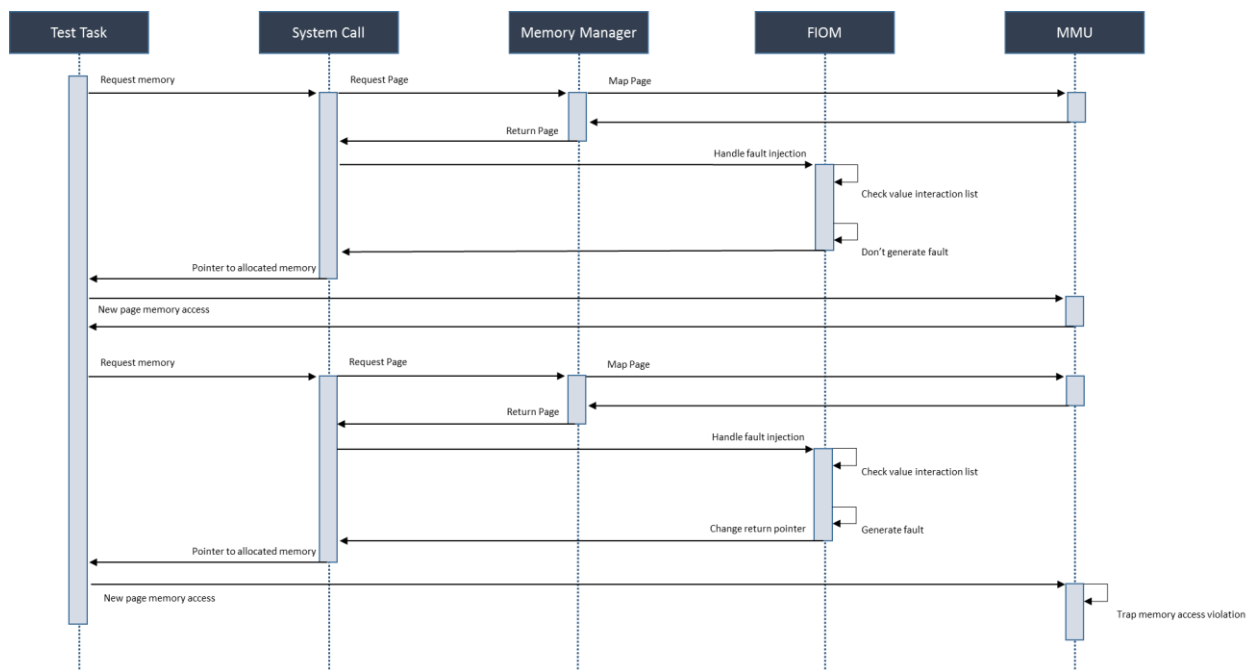 Test Task
System Call
Memory Manager
FIOM
MMU
Request memory
Request Page
Map Page
Return Page
Handle fault injection
Check value interaction list
Don't generate fault
Pointer to allocated memory
New page memory access
Request memory
Request Page
Map Page
Return Page
Handle fault injection
Check value interaction list
Change return pointer
Generate fault
Pointer to allocated memory
New page memory access
Trap memory access violation